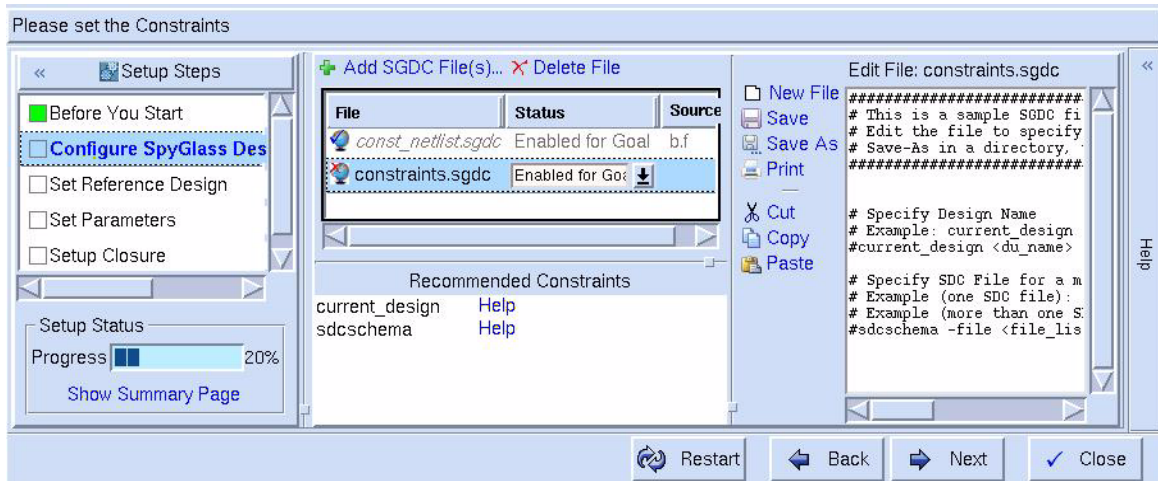 Please set the Constraints
« Setup Steps
Before You Start
Configure SpyGlass Des
Set Reference Design
Set Parameters
Setup Closure
Setup Status
Progress 20%
Show Summary Page
Add SGDC File(s)... Delete File
File Status Source
const_netlist.sgdc Enabled for Goal b.f
constraints.sgdc Enabled for Goa
Recommended Constraints
current_design Help
sdcschema Help
New File
Save
Save As
Print
Cut
Copy
Paste
Edit File: constraints.sgdc
##########################
# This is a sample SGDC fi
# Edit the file to specify
# Save-As in a directory,
##########################
# Specify Design Name
# Example: current_design
#current_design <du_name>
# Specify SDC File for a m
# Example (one SDC file):
# Example (more than one S
#sdcschema -file <file_lis
«
Help
Restart Back Next Close